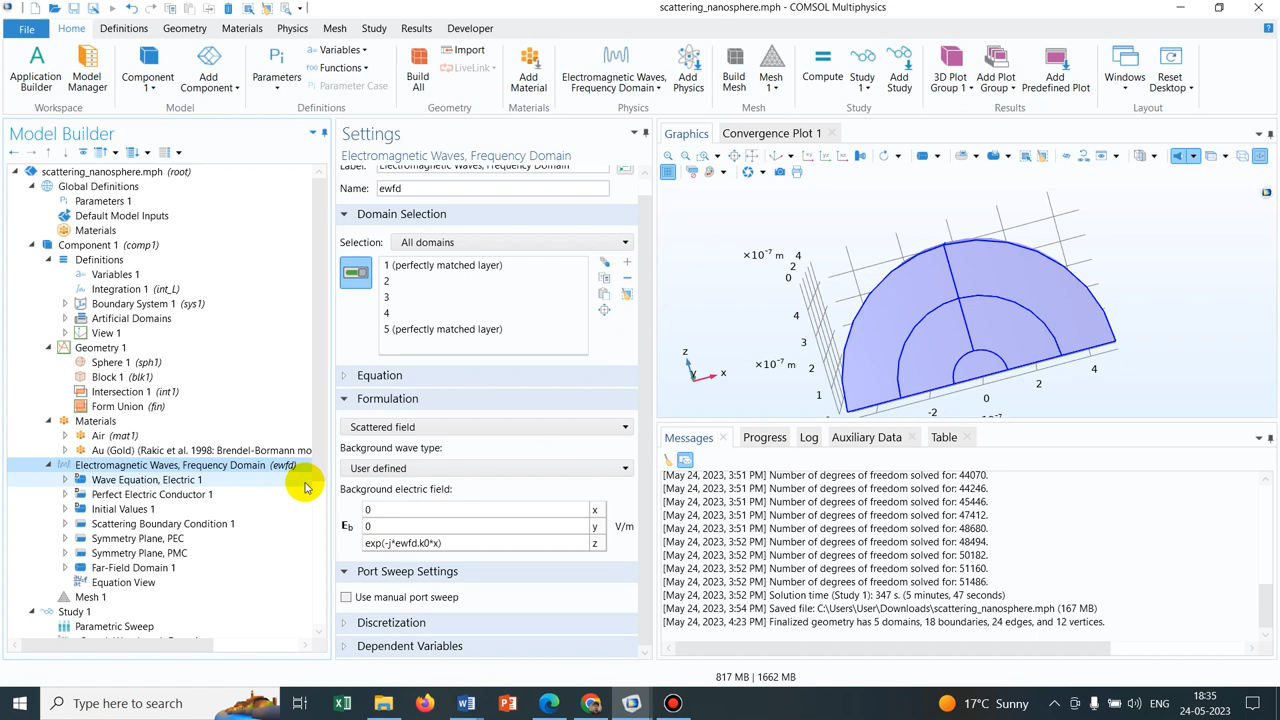 scattering_nanosphere.mph - COMSOL Multiphysics
File
Home
Definitions
Geometry
Materials
Physics
Mesh
Study
Results
Developer
Application Builder
Model Manager
Workspace
Component 1
Add Component
Model
Parameters
Variables
Functions
Parameter Case
Definitions
Build All
Import
LiveLink
Geometry
Add Material
Materials
Electromagnetic Waves, Frequency Domain
Add Physics
Physics
Build Mesh
Mesh 1
Mesh
Compute
Study 1
Add Study
Study
3D Plot Group 1
Add Plot Group
Add Predefined Plot
Results
Windows
Reset Desktop
Layout
Model Builder
scattering_nanosphere.mph (root)
Global Definitions
Parameters 1
Default Model Inputs
Materials
Component 1 (comp1)
Definitions
Variables 1
Integration 1 (int_L)
Boundary System 1 (sys1)
Artificial Domains
View 1
Geometry 1
Sphere 1 (sph1)
Block 1 (blk1)
Intersection 1 (int1)
Form Union (fin)
Materials
Air (mat1)
Au (Gold) (Rakic et al. 1998: Brendel-Bormann mo
Electromagnetic Waves, Frequency Domain (ewfd)
Wave Equation, Electric 1
Perfect Electric Conductor 1
Initial Values 1
Scattering Boundary Condition 1
Symmetry Plane, PEC
Symmetry Plane, PMC
Far-Field Domain 1
Equation View
Mesh 1
Study 1
Parametric Sweep
Settings
Electromagnetic Waves, Frequency Domain
Label: Electromagnetic Waves, Frequency Domain
Name: ewfd
Domain Selection
Selection: All domains
1 (perfectly matched layer)
2
3
4
5 (perfectly matched layer)
Equation
Formulation
Scattered field
Background wave type:
User defined
Background electric field:
0 x
Eb 0 y V/m
exp(-j*ewfd.k0*x) z
Port Sweep Settings
Use manual port sweep
Discretization
Dependent Variables
Graphics
Convergence Plot 1
×10⁻⁷ m
4
2
0
4
3
×10⁻⁷ m
2
1
4
2
0
-2
z
y
x
Messages
Progress
Log
Auxiliary Data
Table
[May 24, 2023, 3:51 PM] Number of degrees of freedom solved for: 44070.
[May 24, 2023, 3:51 PM] Number of degrees of freedom solved for: 44246.
[May 24, 2023, 3:51 PM] Number of degrees of freedom solved for: 45446.
[May 24, 2023, 3:51 PM] Number of degrees of freedom solved for: 47412.
[May 24, 2023, 3:51 PM] Number of degrees of freedom solved for: 48680.
[May 24, 2023, 3:52 PM] Number of degrees of freedom solved for: 48494.
[May 24, 2023, 3:52 PM] Number of degrees of freedom solved for: 50182.
[May 24, 2023, 3:52 PM] Number of degrees of freedom solved for: 51160.
[May 24, 2023, 3:52 PM] Number of degrees of freedom solved for: 51486.
[May 24, 2023, 3:52 PM] Solution time (Study 1): 347 s. (5 minutes, 47 seconds)
[May 24, 2023, 3:54 PM] Saved file: C:\Users\User\Downloads\scattering_nanosphere.mph (167 MB)
[May 24, 2023, 4:23 PM] Finalized geometry has 5 domains, 18 boundaries, 24 edges, and 12 vertices.
817 MB | 1662 MB
Type here to search
17°C Sunny
ENG
18:35
24-05-2023